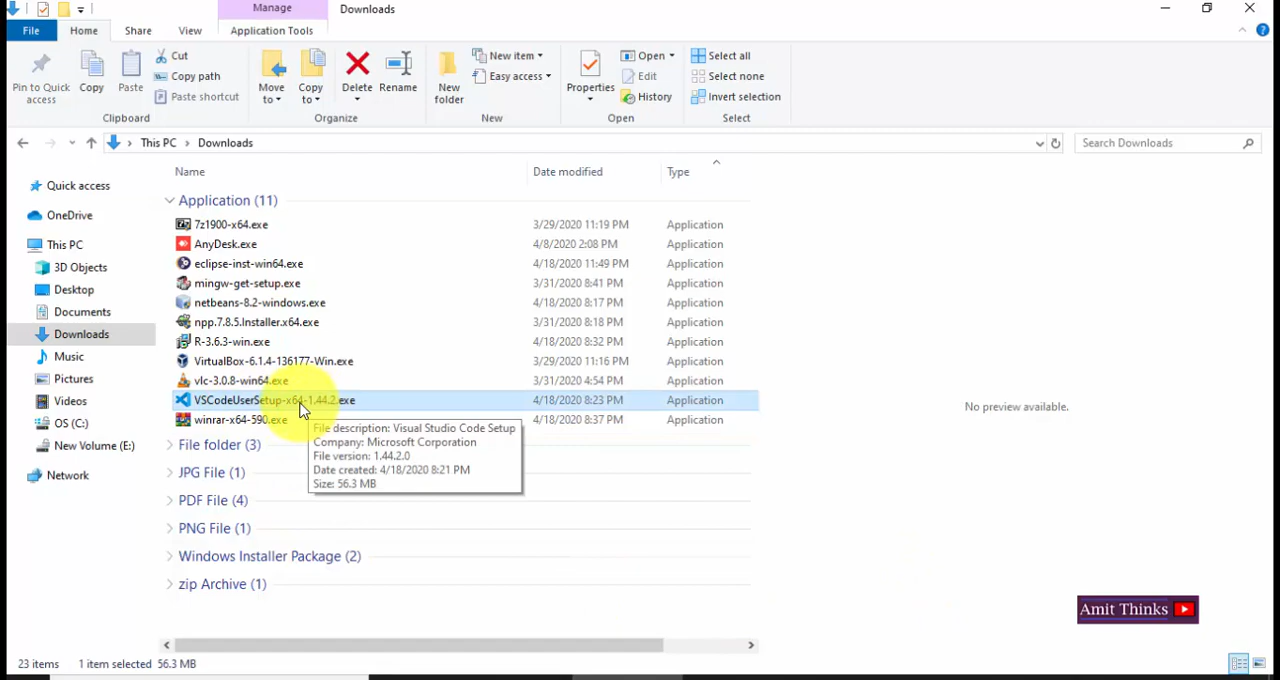 Manage
Downloads
File
Home
Share
View
Application Tools
Pin to Quick access
Copy
Paste
Cut
Copy path
Paste shortcut
Clipboard
Move to
Copy to
Delete
Rename
Organize
New folder
New item
Easy access
New
Properties
Open
Edit
History
Open
Select all
Select none
Invert selection
Select
This PC
Downloads
Search Downloads
Quick access
OneDrive
This PC
3D Objects
Desktop
Documents
Downloads
Music
Pictures
Videos
OS (C:)
New Volume (E:)
Network
Name Date modified Type
Application (11)
7z1900-x64.exe 3/29/2020 11:19 PM Application
AnyDesk.exe 4/8/2020 2:08 PM Application
eclipse-inst-win64.exe 4/18/2020 11:49 PM Application
mingw-get-setup.exe 3/31/2020 8:41 PM Application
netbeans-8.2-windows.exe 4/18/2020 8:17 PM Application
npp.7.8.5.Installer.x64.exe 3/31/2020 8:18 PM Application
R-3.6.3-win.exe 4/18/2020 8:32 PM Application
VirtualBox-6.1.4-136177-Win.exe 3/29/2020 11:16 PM Application
vlc-3.0.8-win64.exe 3/31/2020 4:54 PM Application
VSCodeUserSetup-x64-1.44.2.exe 4/18/2020 8:23 PM Application
winrar-x64-590.exe 4/18/2020 8:37 PM Application
File description: Visual Studio Code Setup
Company: Microsoft Corporation
File version: 1.44.2.0
Date created: 4/18/2020 8:21 PM
Size: 56.3 MB
File folder (3)
JPG File (1)
PDF File (4)
PNG File (1)
Windows Installer Package (2)
zip Archive (1)
No preview available.
Amit Thinks
23 items 1 item selected 56.3 MB